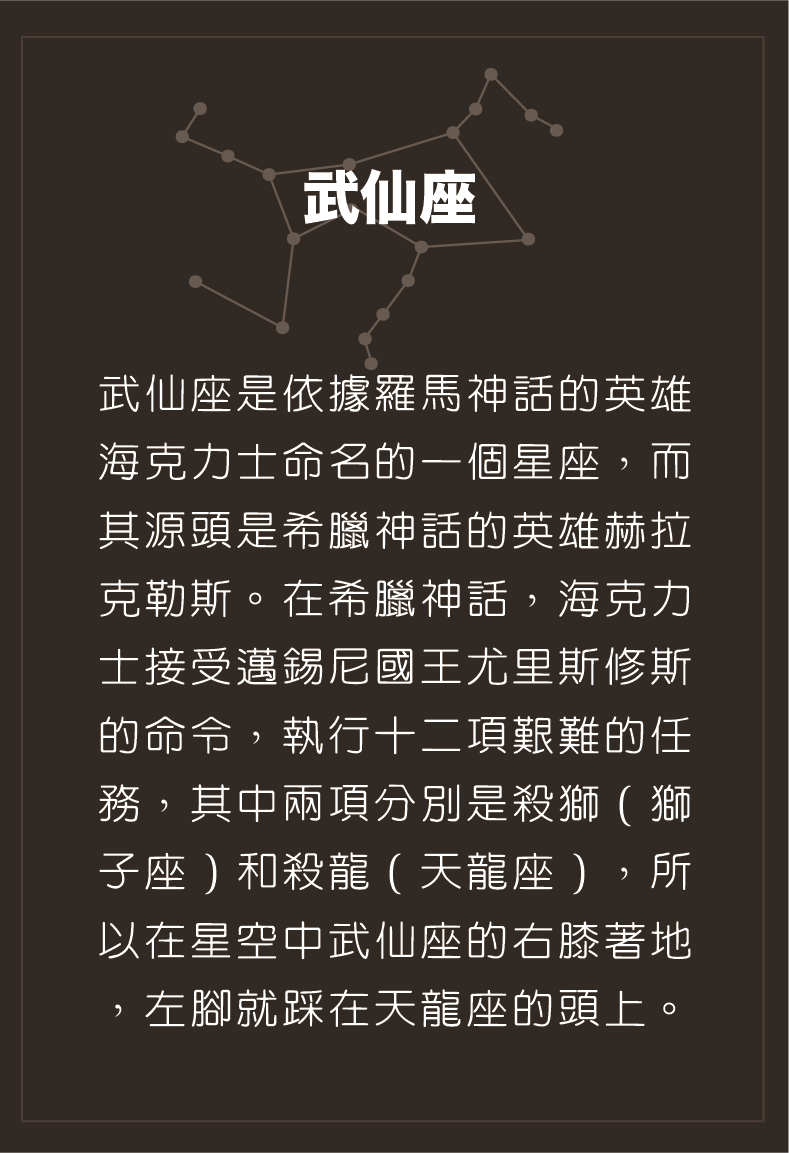 武仙座
武仙座是依據羅馬神話的英雄
海克力士命名的一個星座，而
其源頭是希臘神話的英雄赫拉
克勒斯。在希臘神話，海克力
士接受邁錫尼國王尤里斯修斯
的命令，執行十二項艱難的任
務，其中兩項分別是殺獅（獅
子座）和殺龍（天龍座），所
以在星空中武仙座的右膝著地
，左腳就踩在天龍座的頭上。